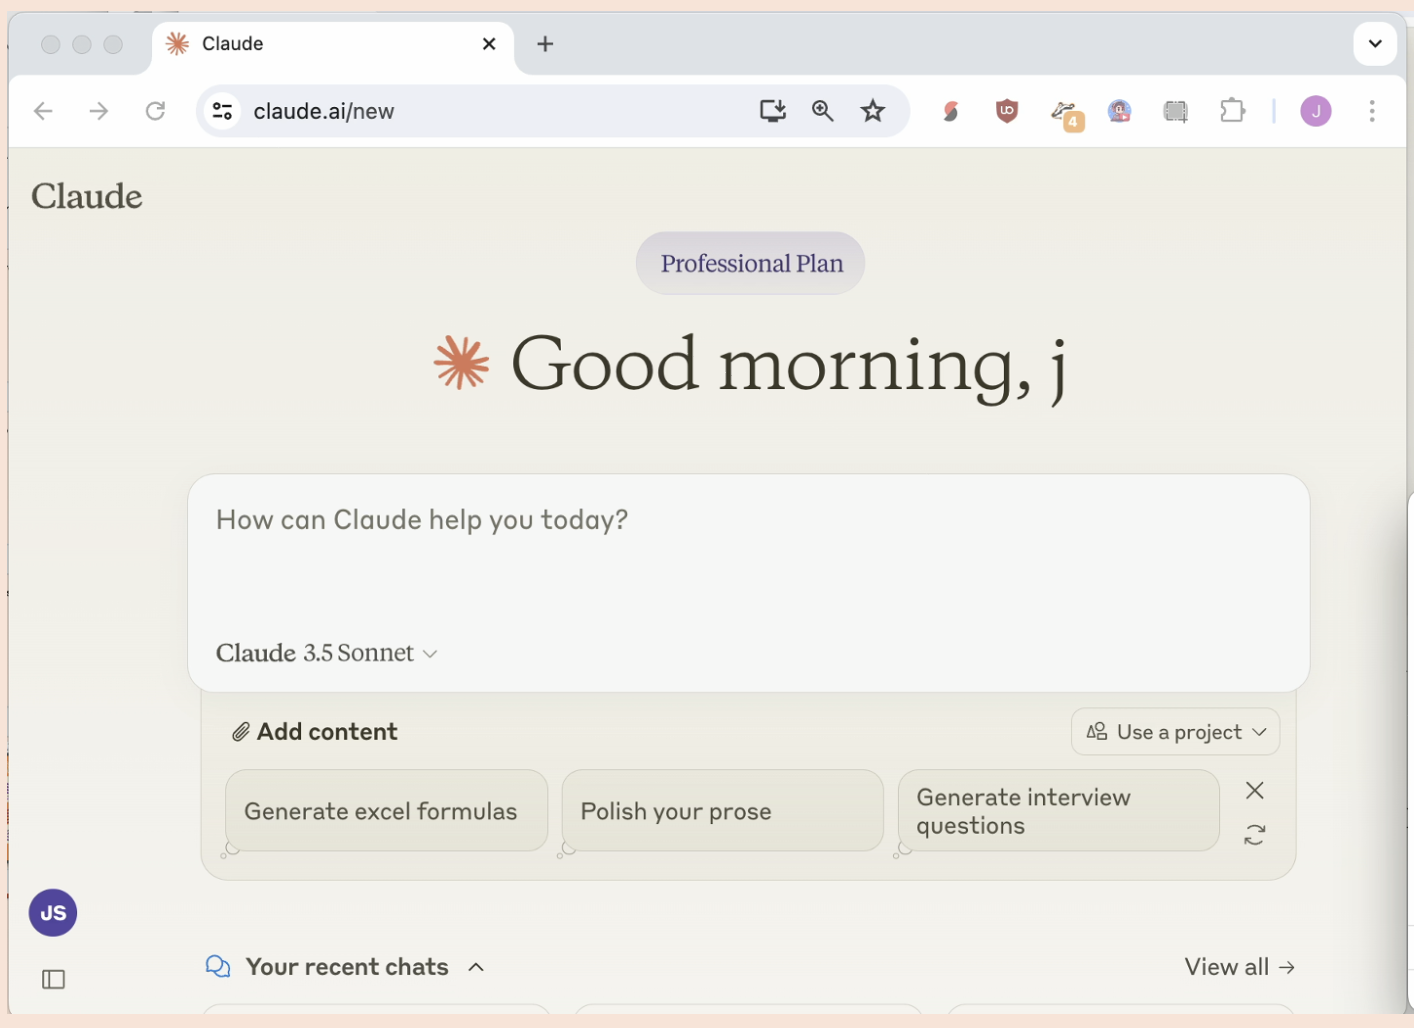 Claude
claude.ai/new
4
J
Claude
Professional Plan
Good morning, j
How can Claude help you today?
Claude 3.5 Sonnet
Add content
Use a project
Generate excel formulas
Polish your prose
Generate interview
questions
JS
Your recent chats
View all →